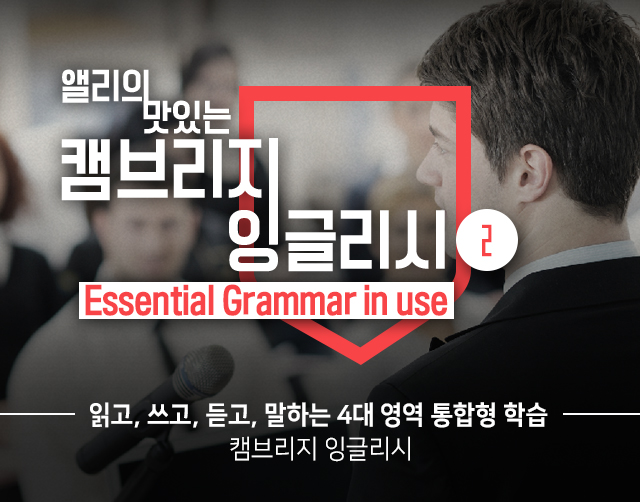 앨리의
맛있는
캠브리지
잉글리시 2
Essential Grammar in use
읽고, 쓰고, 듣고, 말하는 4대 영역 통합형 학습
캠브리지 잉글리시